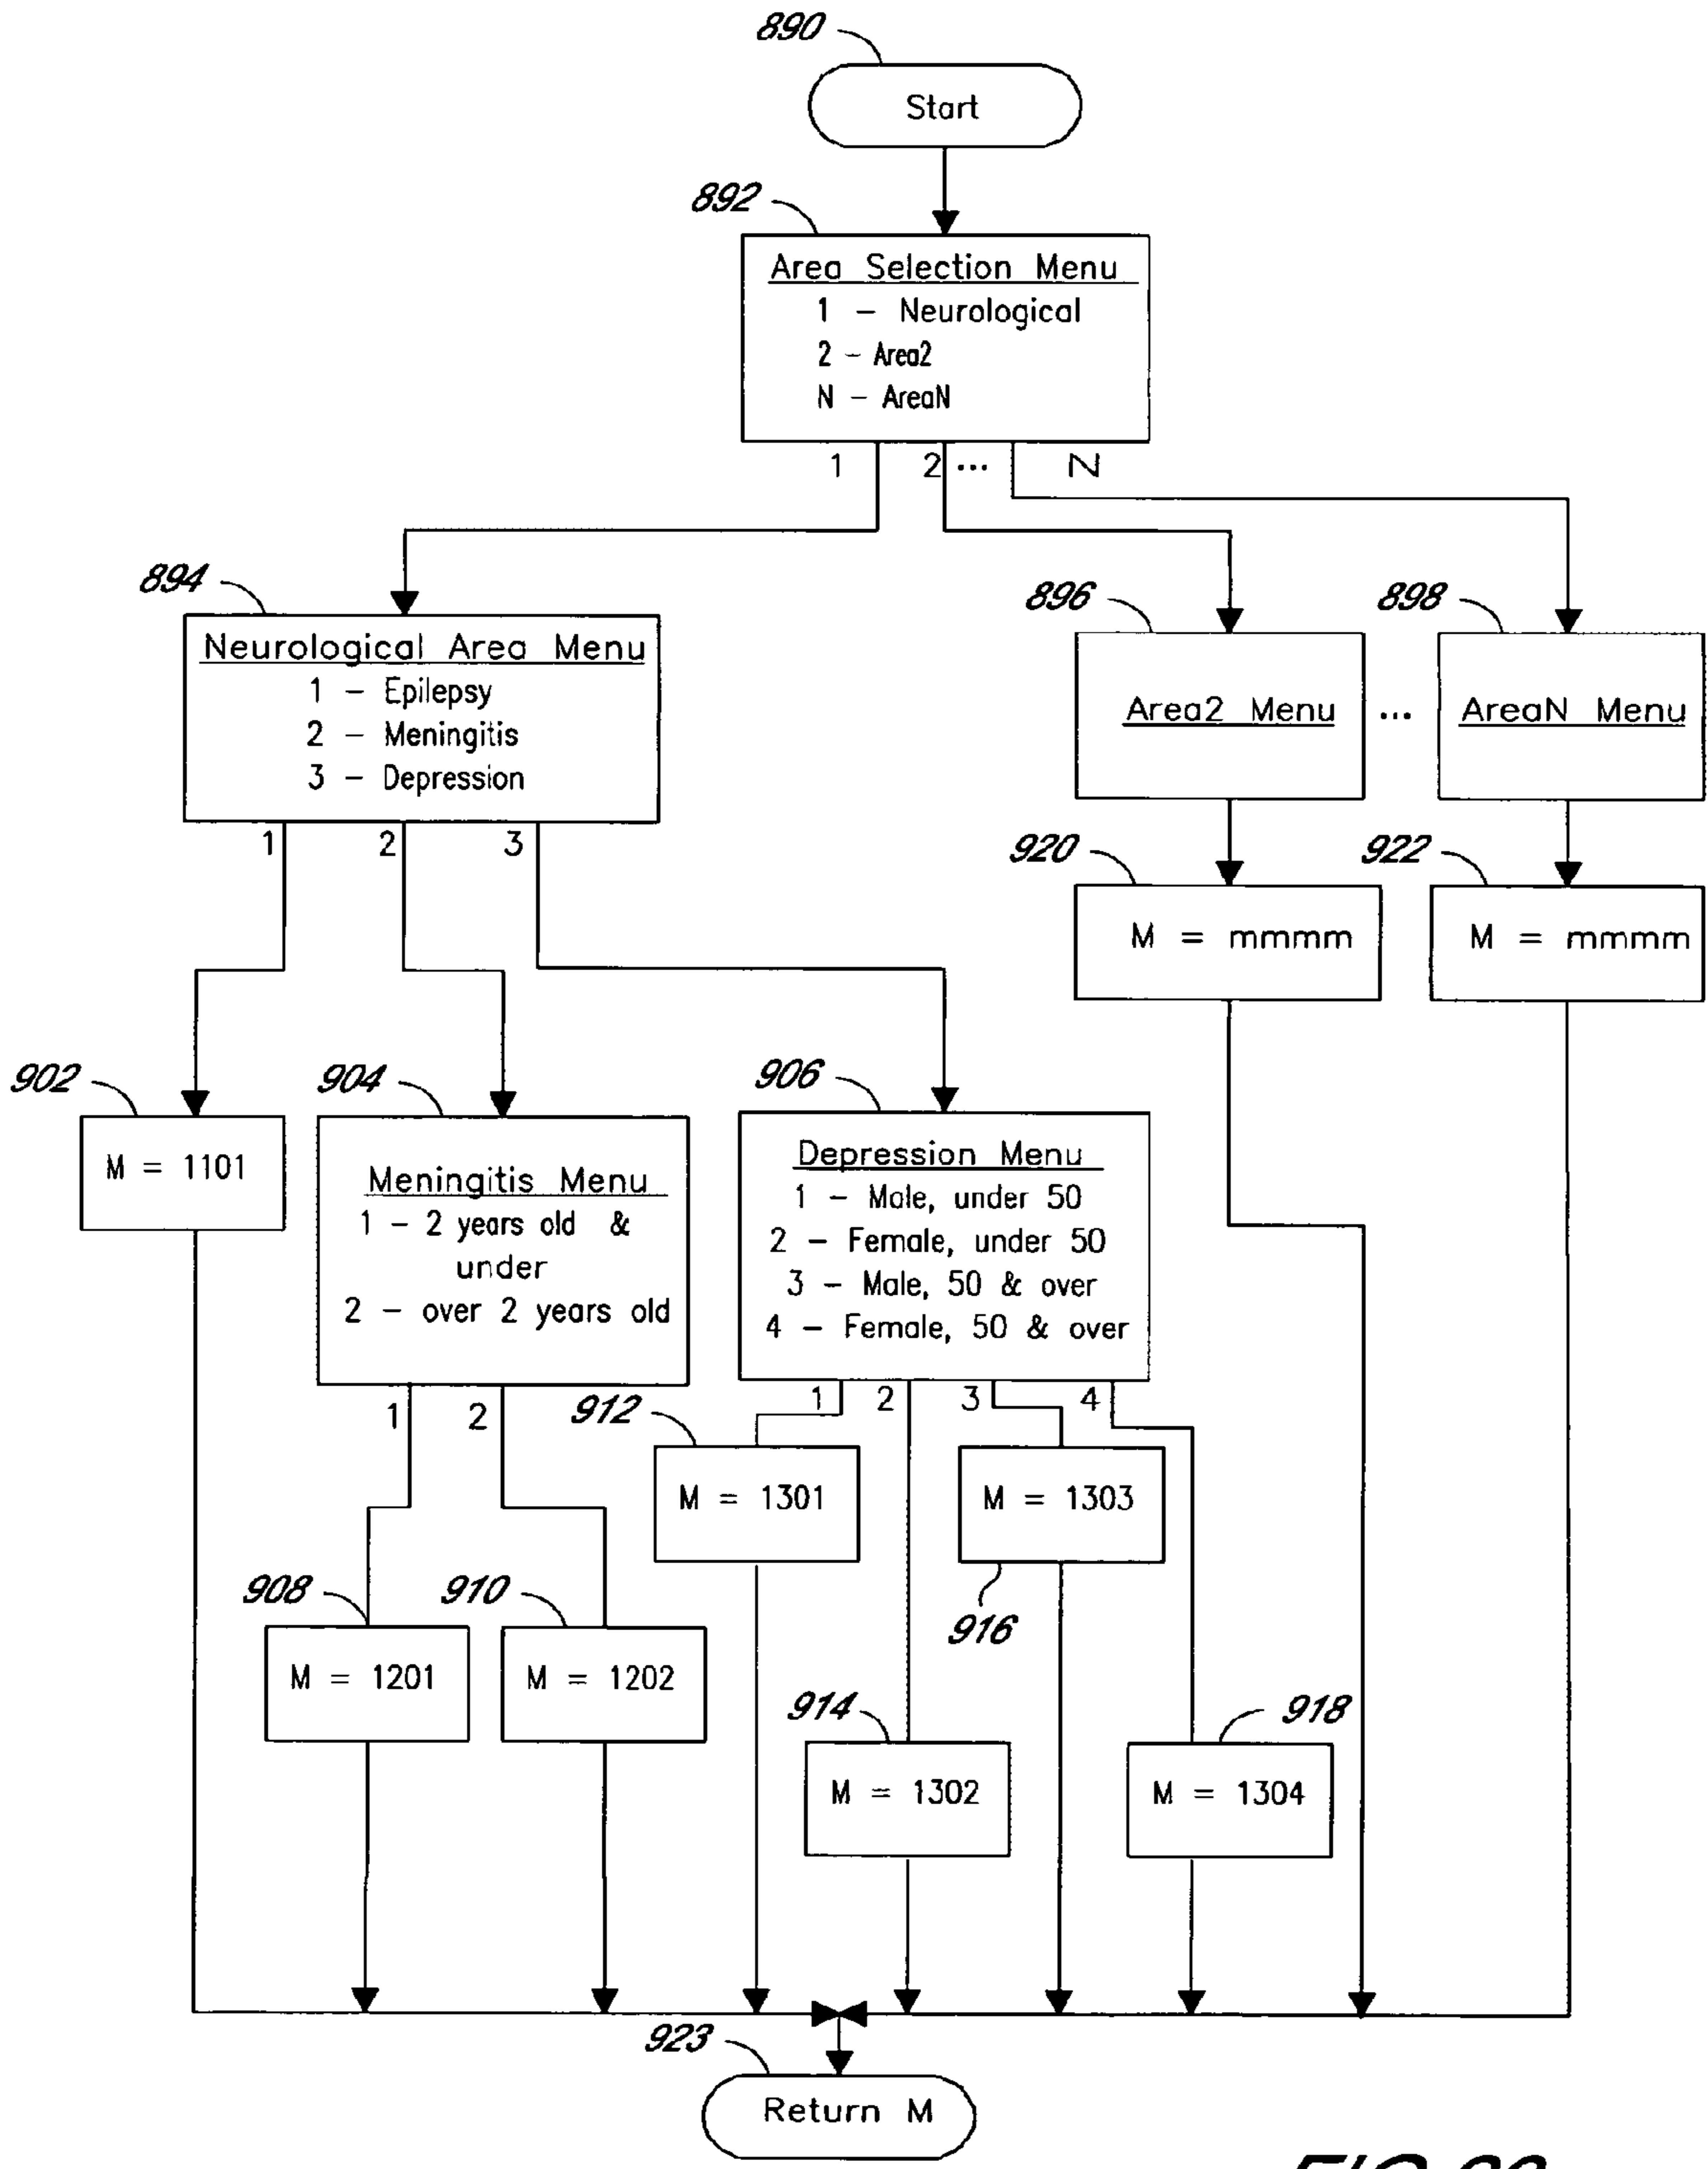 890
Start
892
Area Selection Menu
1 – Neurological
2 – Area2
N – AreaN
1 2 ... N
894
Neurological Area Menu
1 – Epilepsy
2 – Meningitis
3 – Depression
1 2 3
896
Area2 Menu
...
898
AreaN Menu
920
M = mmmm
922
M = mmmm
902
M = 1101
904
Meningitis Menu
1 – 2 years old &
under
2 – over 2 years old
1 2
906
Depression Menu
1 – Male, under 50
2 – Female, under 50
3 – Male, 50 & over
4 – Female, 50 & over
1 2 3 4
912
M = 1301
M = 1303
916
908
M = 1201
910
M = 1202
914
M = 1302
918
M = 1304
923
Return M